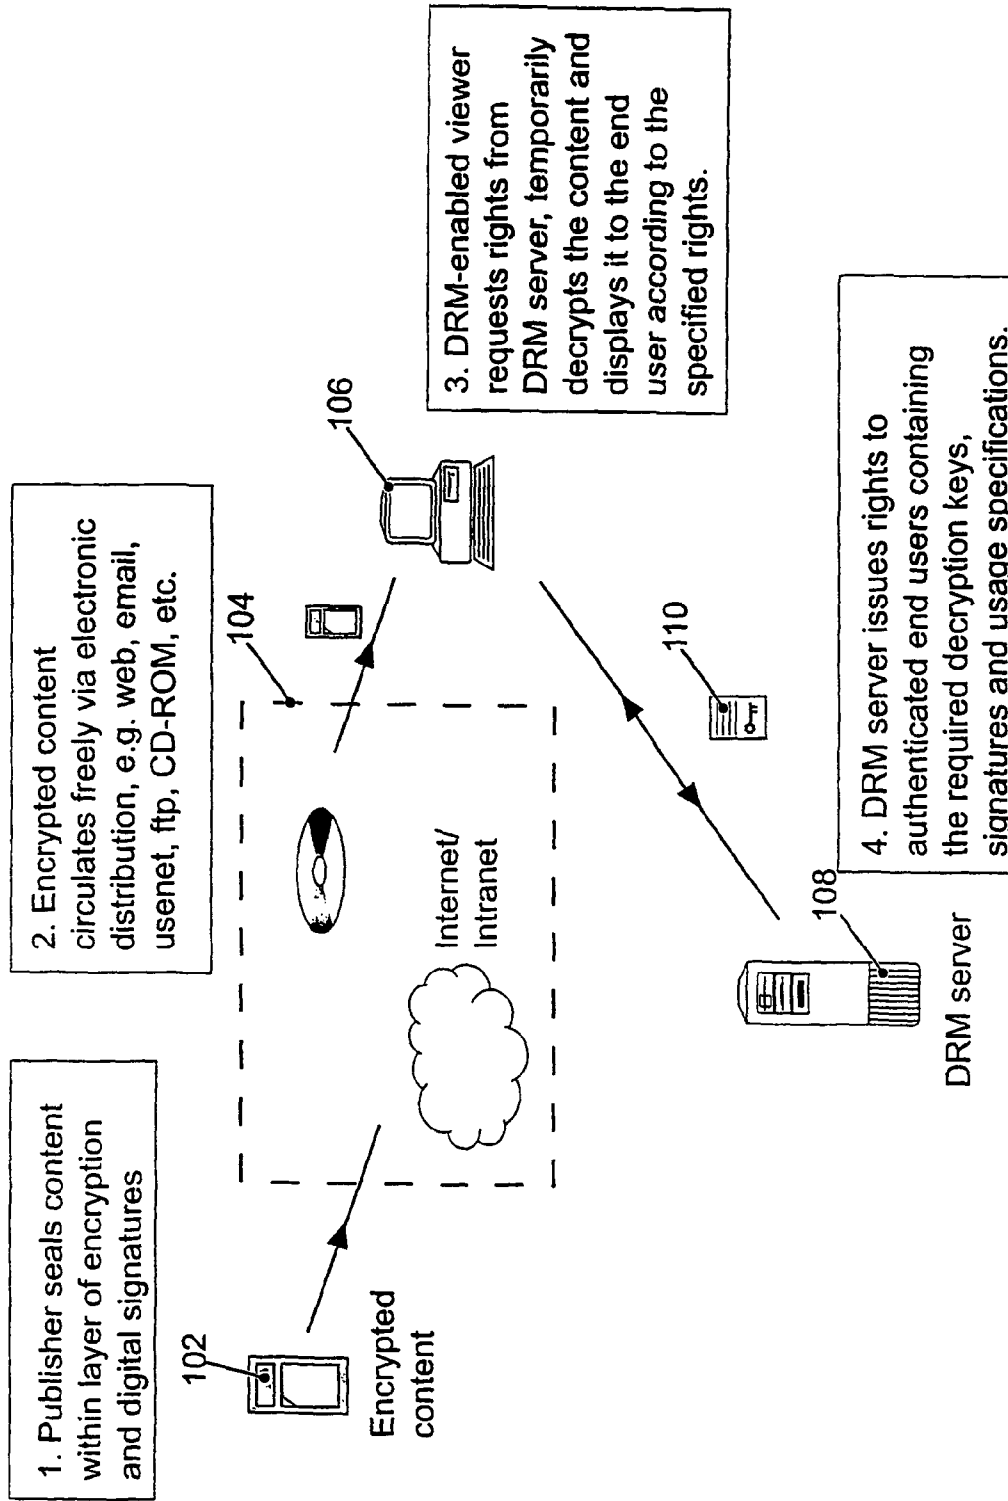 1. Publisher seals content
within layer of encryption
and digital signatures
2. Encrypted content
circulates freely via electronic
distribution, e.g. web, email,
usenet, ftp, CD-ROM, etc.
102
Encrypted
content
104
Internet/
Intranet
106
3. DRM-enabled viewer
requests rights from
DRM server, temporarily
decrypts the content and
displays it to the end
user according to the
specified rights.
110
108
DRM server
4. DRM server issues rights to
authenticated end users containing
the required decryption keys,
signatures and usage specifications.